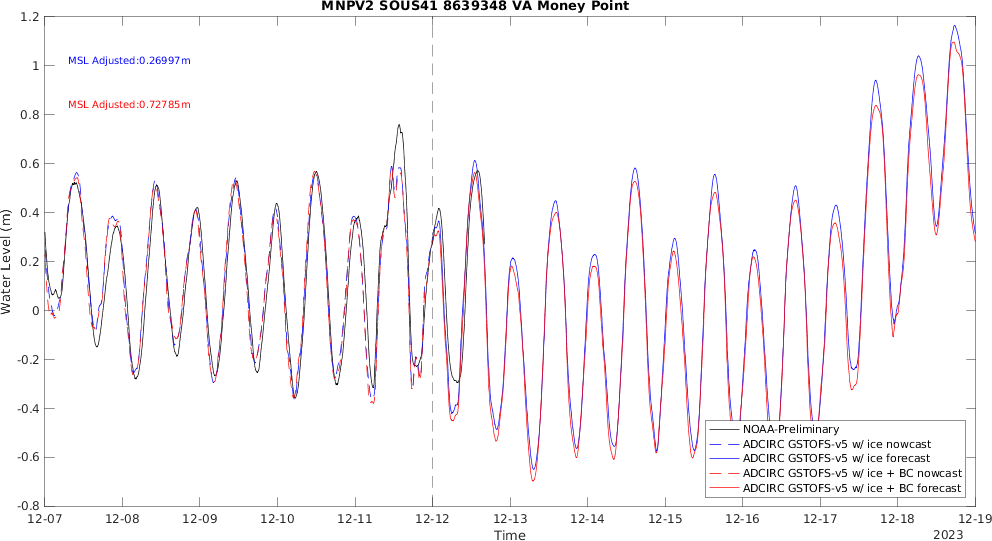 MNPV2 SOUS41 8639348 VA Money Point
1.2
1
0.8
0.6
0.4
0.2
0
-0.2
-0.4
-0.6
-0.8
Water Level (m)
MSL Adjusted:0.26997m
MSL Adjusted:0.72785m
NOAA-Preliminary
ADCIRC GSTOFS-v5 w/ ice nowcast
ADCIRC GSTOFS-v5 w/ ice forecast
ADCIRC GSTOFS-v5 w/ ice + BC nowcast
ADCIRC GSTOFS-v5 w/ ice + BC forecast
12-07 12-08 12-09 12-10 12-11 12-12 12-13 12-14 12-15 12-16 12-17 12-18 12-19
Time
2023